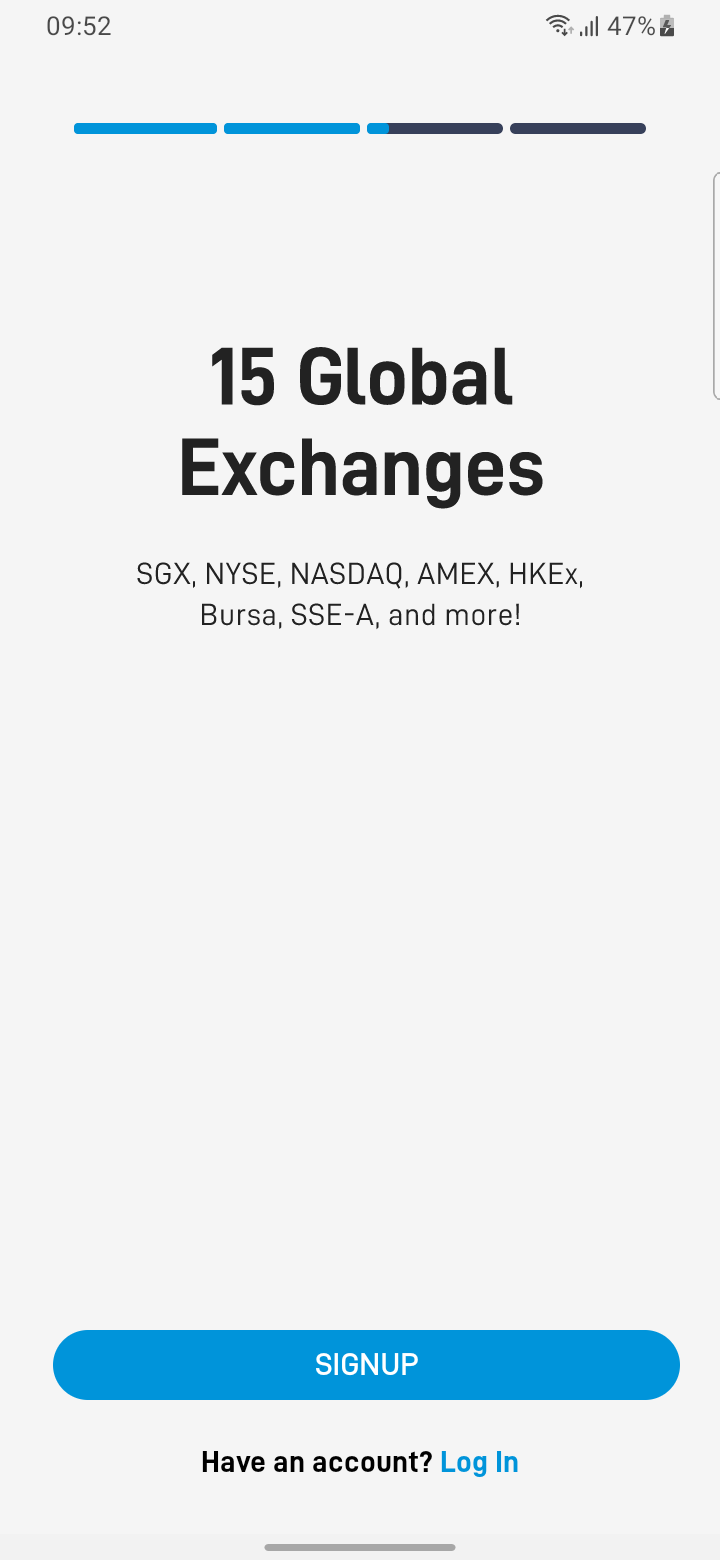 09:52
47%
15 Global
Exchanges
SGX, NYSE, NASDAQ, AMEX, HKEx,
Bursa, SSE-A, and more!
SIGNUP
Have an account? Log In